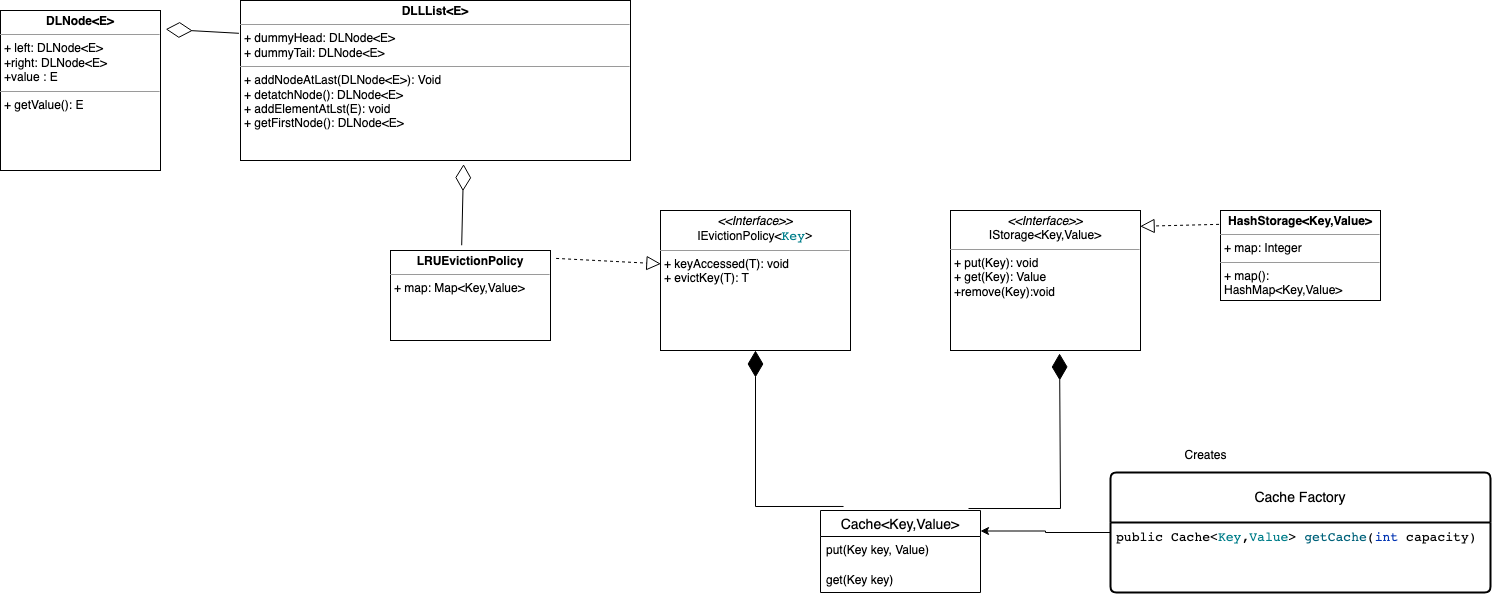 DLNode<E>
+ left: DLNode<E>
+right: DLNode<E>
+value : E
+ getValue(): E
DLLList<E>
+ dummyHead: DLNode<E>
+ dummyTail: DLNode<E>
+ addNodeAtLast(DLNode<E>): Void
+ detatchNode(): DLNode<E>
+ addElementAtLst(E): void
+ getFirstNode(): DLNode<E>
LRUEvictionPolicy
+ map: Map<Key,Value>
<<Interface>>
IEvictionPolicy<Key>
+ keyAccessed(T): void
+ evictKey(T): T
<<Interface>>
IStorage<Key,Value>
+ put(Key): void
+ get(Key): Value
+remove(Key):void
HashStorage<Key,Value>
+ map: Integer
+ map():
HashMap<Key,Value>
Creates
Cache<Key,Value>
put(Key key, Value)
get(Key key)
Cache Factory
public Cache<Key,Value> getCache(int capacity)